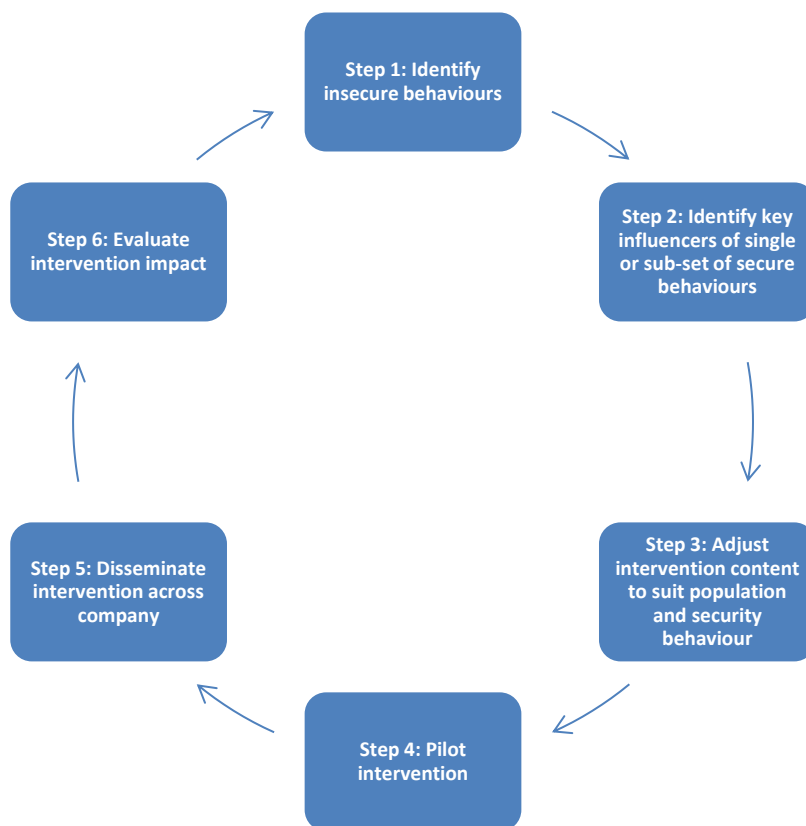 Step 1: Identify
insecure behaviours
Step 2: Identify key
influencers of single
or sub-set of secure
behaviours
Step 3: Adjust
intervention content
to suit population
and security
behaviour
Step 4: Pilot
intervention
Step 5: Disseminate
intervention across
company
Step 6: Evaluate
intervention impact